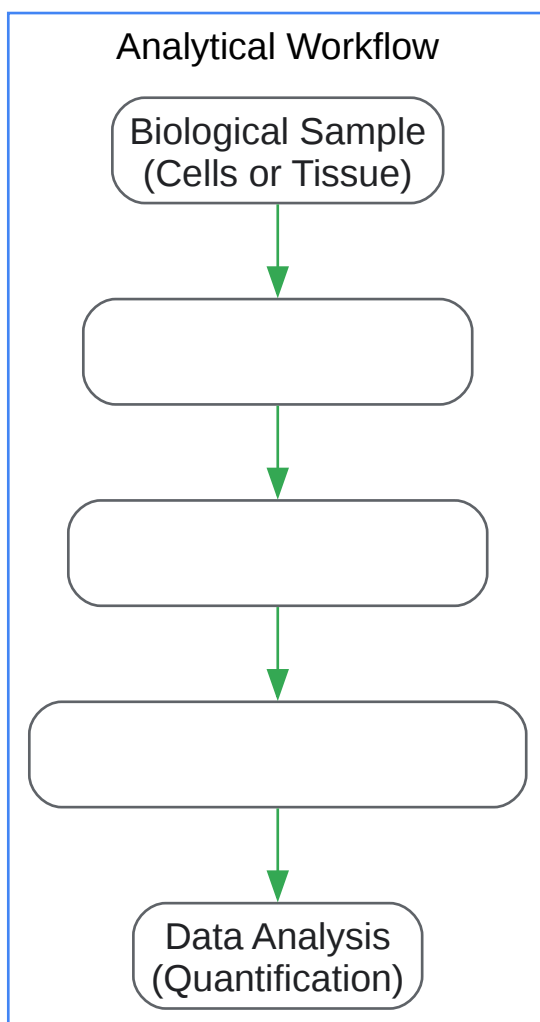 Analytical Workflow
Biological Sample
(Cells or Tissue)
Data Analysis
(Quantification)